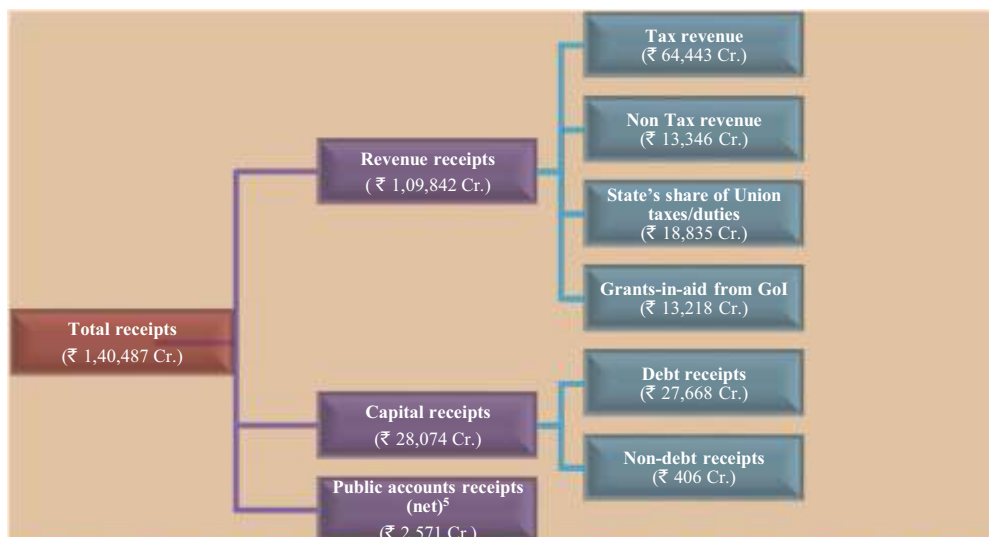 Tax revenue
(₹ 64,443 Cr.)
Non Tax revenue
(₹ 13,346 Cr.)
Revenue receipts
( ₹ 1,09,842 Cr.)
State's share of Union
taxes/duties
(₹ 18,835 Cr.)
Grants-in-aid from GoI
(₹ 13,218 Cr.)
Total receipts
(₹ 1,40,487 Cr.)
Debt receipts
(₹ 27,668 Cr.)
Capital receipts
(₹ 28,074 Cr.)
Non-debt receipts
(₹ 406 Cr.)
Public accounts receipts
(net)⁵
(₹ 2,571 Cr.)